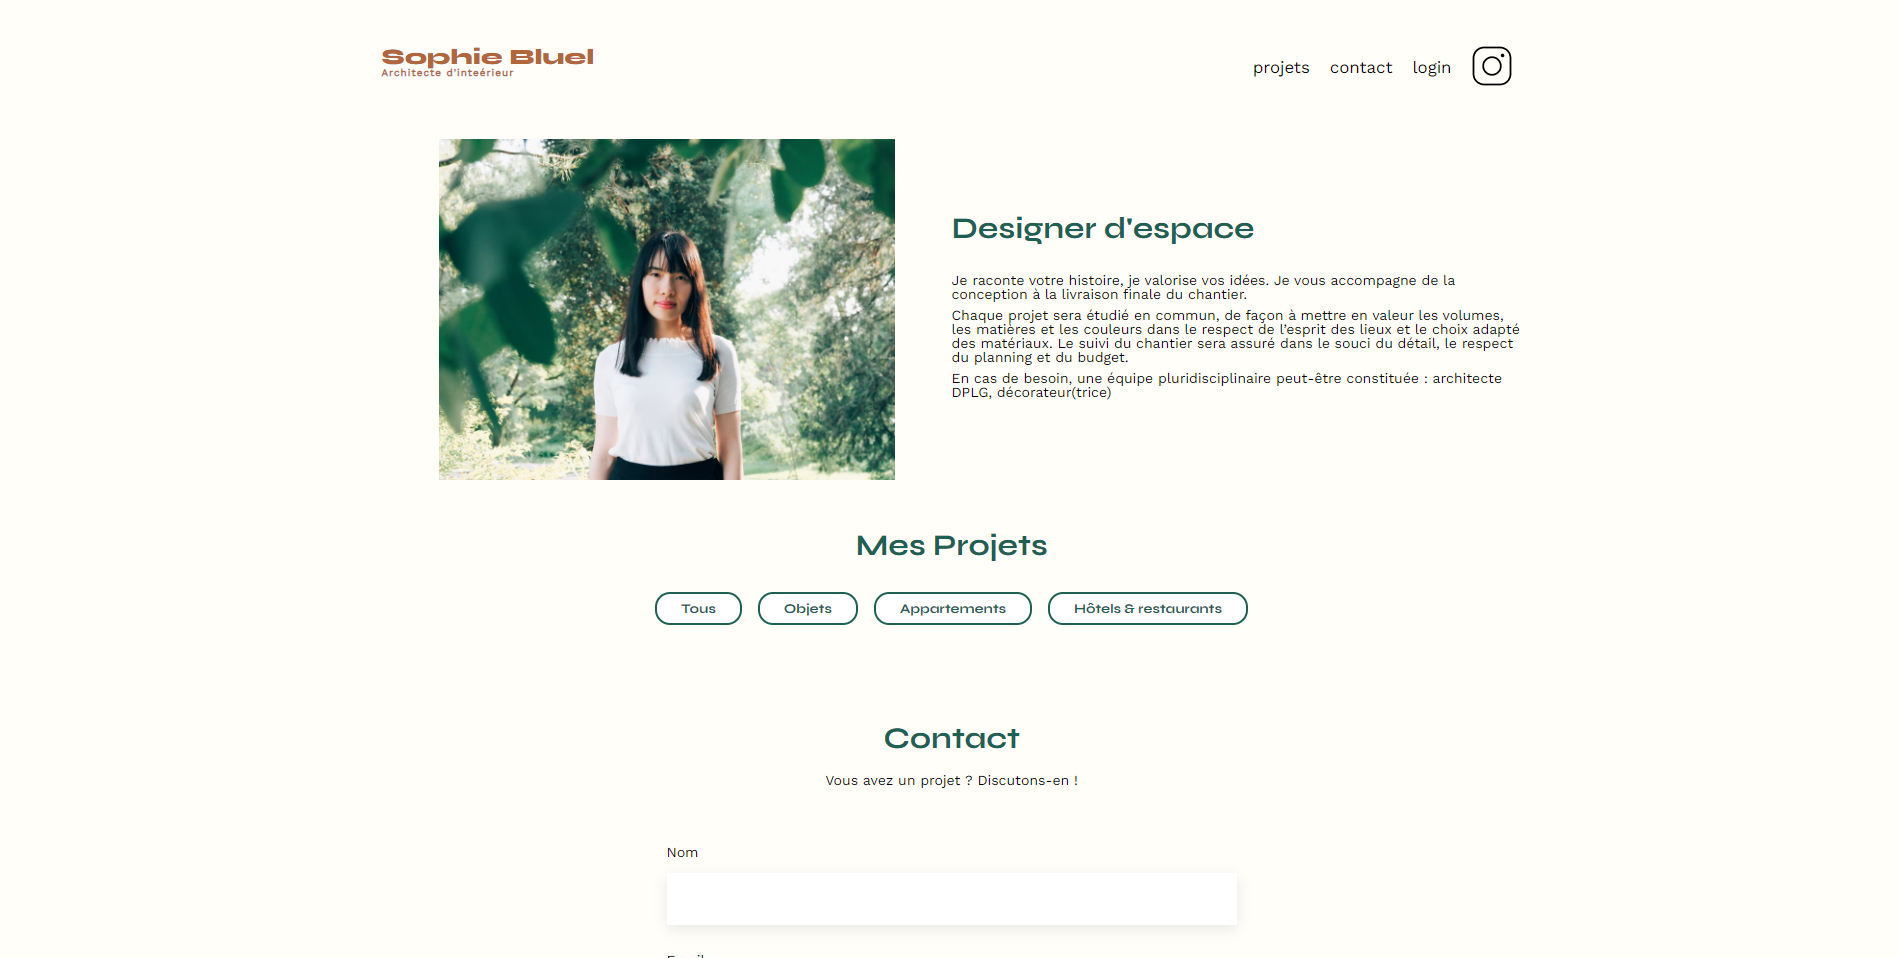 Sophie Bluel
Architecte d'inteérieur
projets contact login
Designer d'espace
Je raconte votre histoire, je valorise vos idées. Je vous accompagne de la
conception à la livraison finale du chantier.
Chaque projet sera étudié en commun, de façon à mettre en valeur les volumes,
les matières et les couleurs dans le respect de l’esprit des lieux et le choix adapté
des matériaux. Le suivi du chantier sera assuré dans le souci du détail, le respect
du planning et du budget.
En cas de besoin, une équipe pluridisciplinaire peut-être constituée : architecte
DPLG, décorateur(trice)
Mes Projets
Tous Objets Appartements Hôtels & restaurants
Contact
Vous avez un projet ? Discutons-en !
Nom